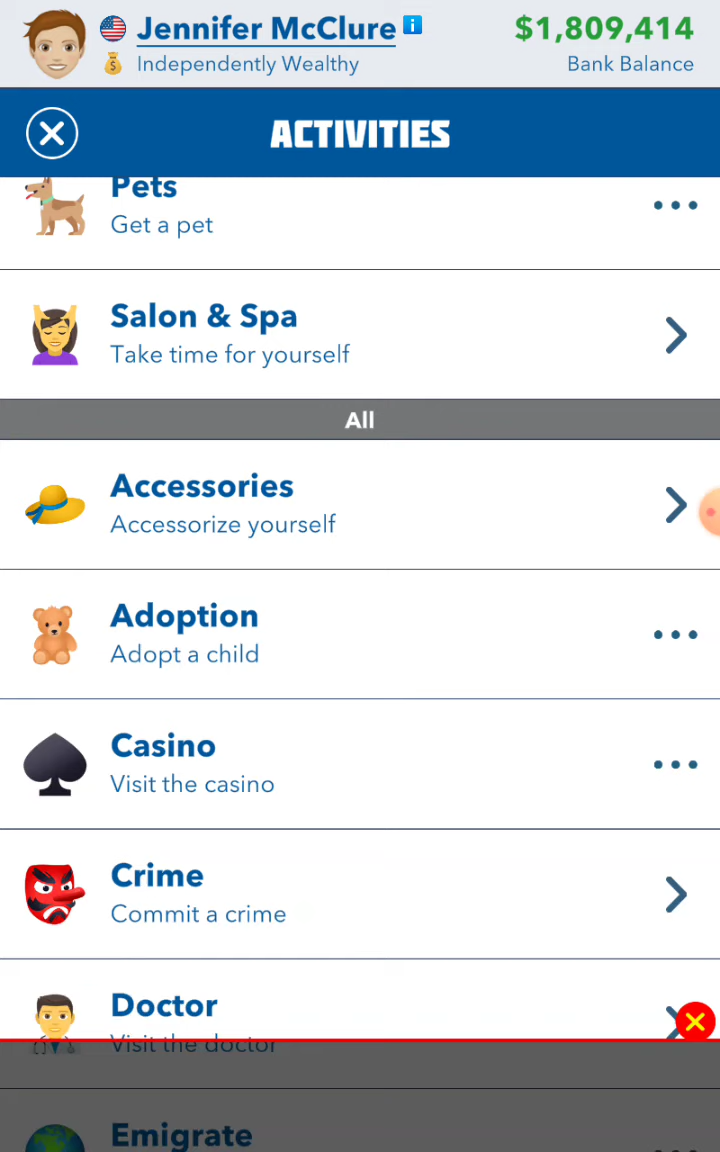 Jennifer McClure
$1,809,414
Independently Wealthy
Bank Balance
ACTIVITIES
Pets
Get a pet
Salon & Spa
Take time for yourself
All
Accessories
Accessorize yourself
Adoption
Adopt a child
Casino
Visit the casino
Crime
Commit a crime
Doctor
Visit the doctor
Emigrate